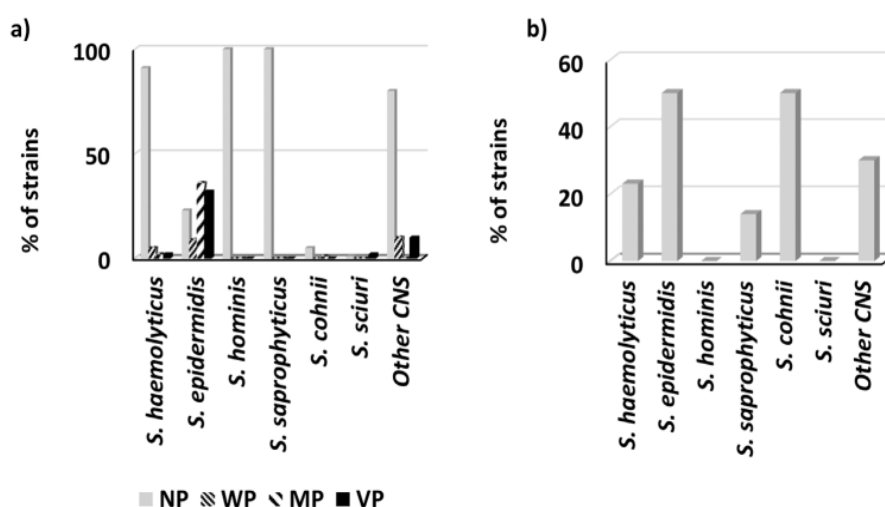 a)
% of strains
100
50
0
S. haemolyticus
S. epidermidis
S. hominis
S. saprophyticus
S. cohnii
S. sciuri
Other CNS
NP WP MP VP
b)
% of strains
60
40
20
0
S. haemolyticus
S. epidermidis
S. hominis
S. saprophyticus
S. cohnii
S. sciuri
Other CNS